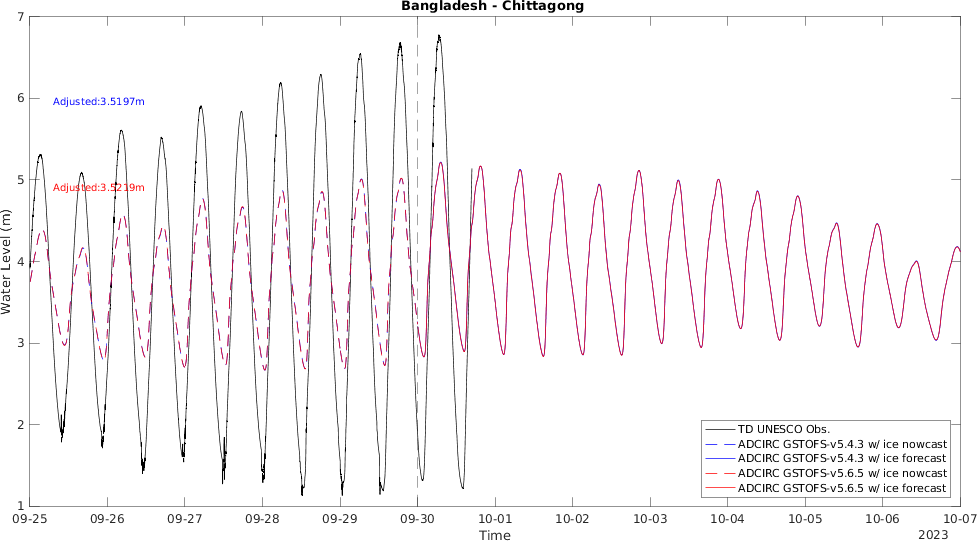 Bangladesh - Chittagong
7
6
5
4
3
2
1
Water Level (m)
Adjusted:3.5197m
Adjusted:3.5219m
TD UNESCO Obs.
ADCIRC GSTOFS-v5.4.3 w/ ice nowcast
ADCIRC GSTOFS-v5.4.3 w/ ice forecast
ADCIRC GSTOFS-v5.6.5 w/ ice nowcast
ADCIRC GSTOFS-v5.6.5 w/ ice forecast
09-25 09-26 09-27 09-28 09-29 09-30 10-01 10-02 10-03 10-04 10-05 10-06 10-07
Time
2023